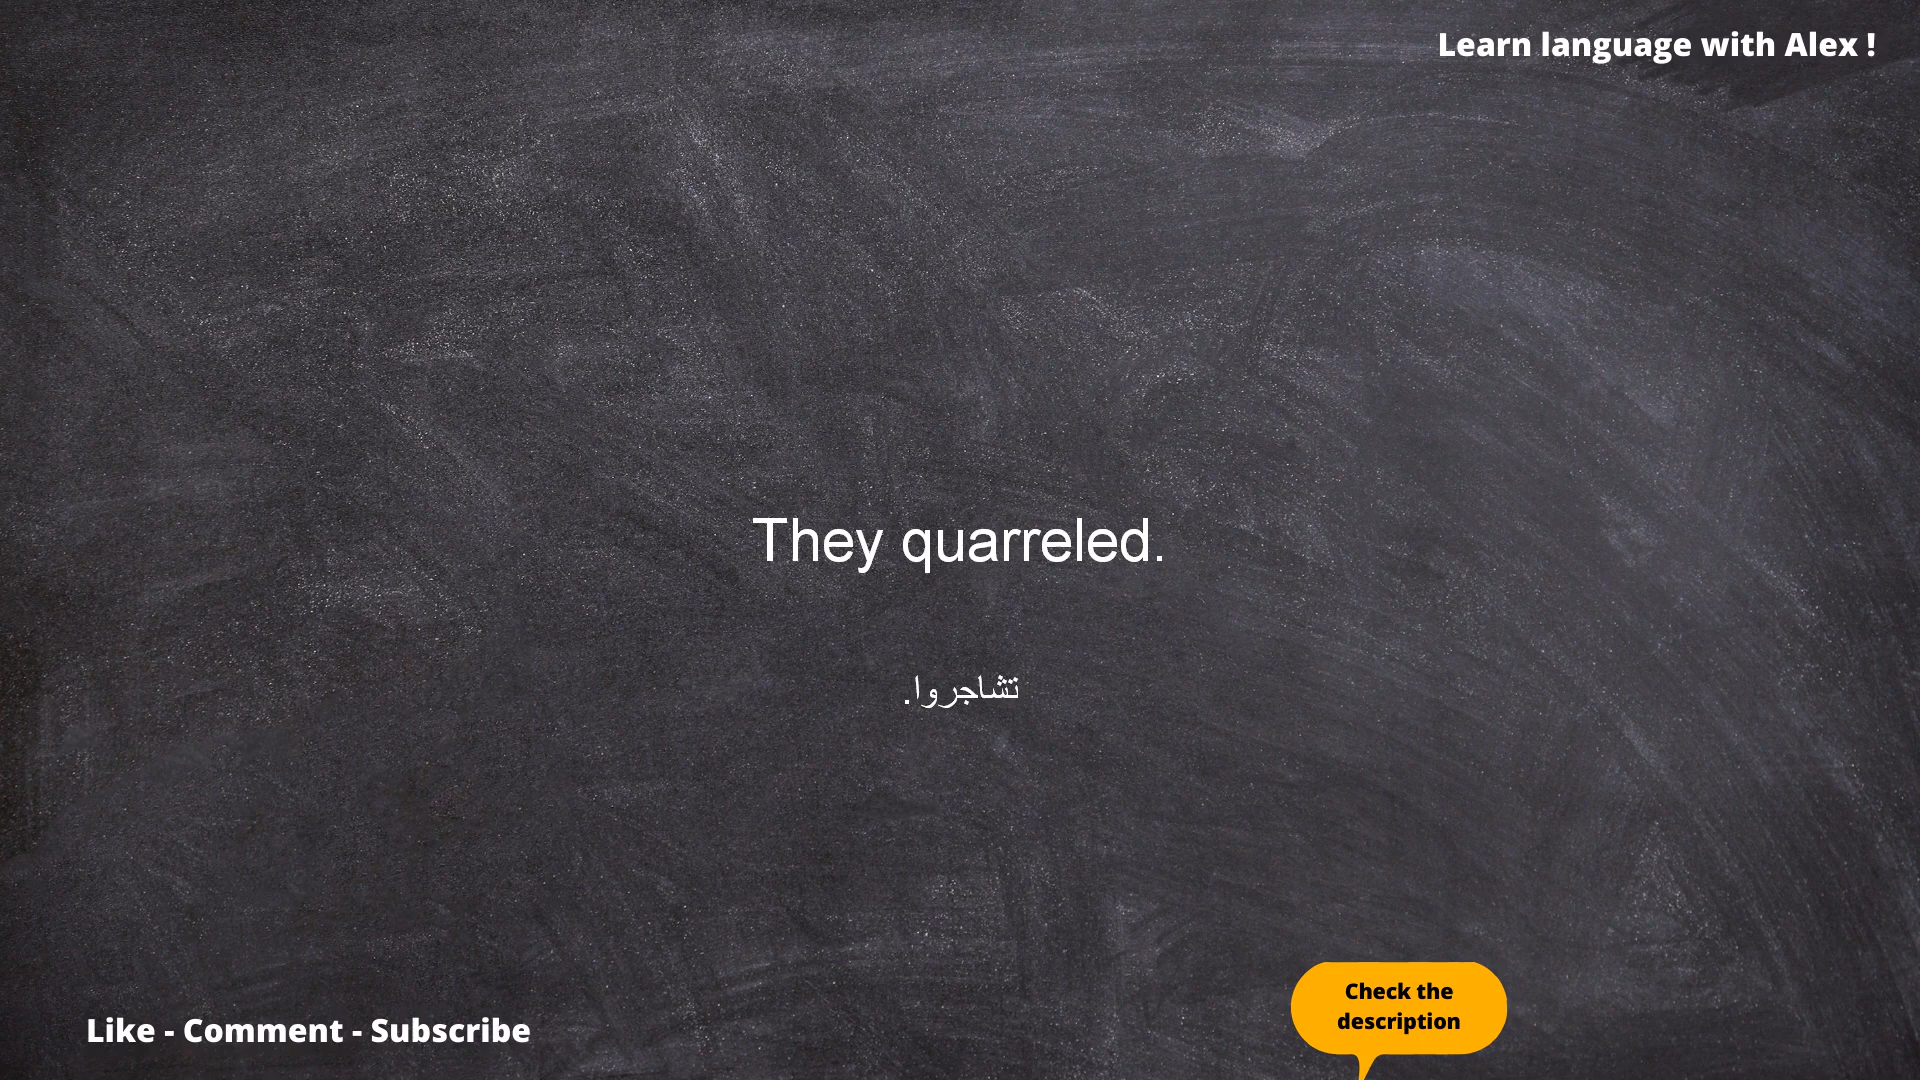 Learn language with Alex !
They quarreled.
تشاجروا.
Like - Comment - Subscribe
Check the
description